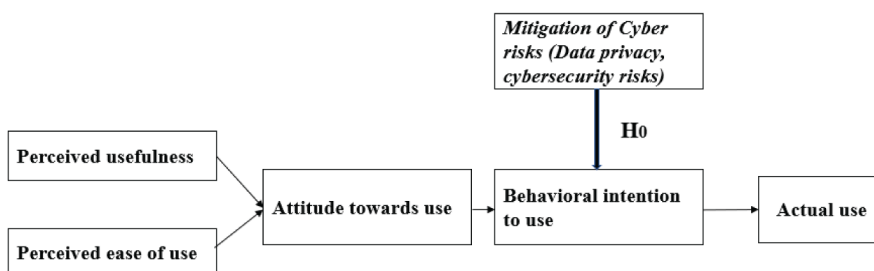 Mitigation of Cyber
risks (Data privacy,
cybersecurity risks)
H0
Perceived usefulness
Attitude towards use
Behavioral intention
to use
Actual use
Perceived ease of use